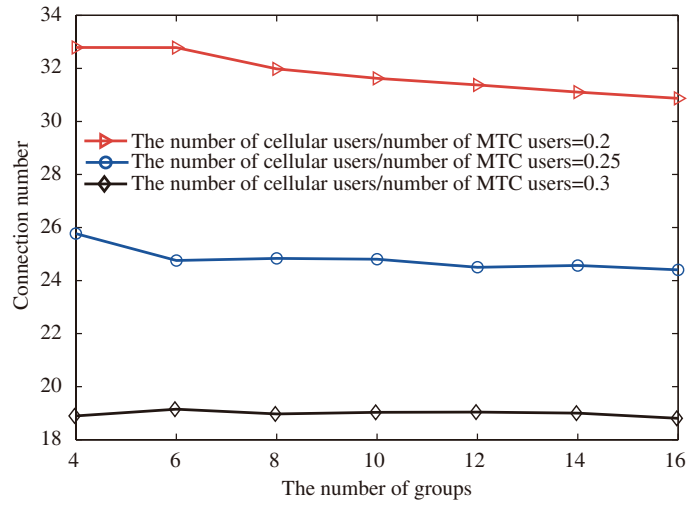 34
32
30
28
26
24
22
20
18
Connection number
The number of cellular users/number of MTC users=0.2
The number of cellular users/number of MTC users=0.25
The number of cellular users/number of MTC users=0.3
4 6 8 10 12 14 16
The number of groups